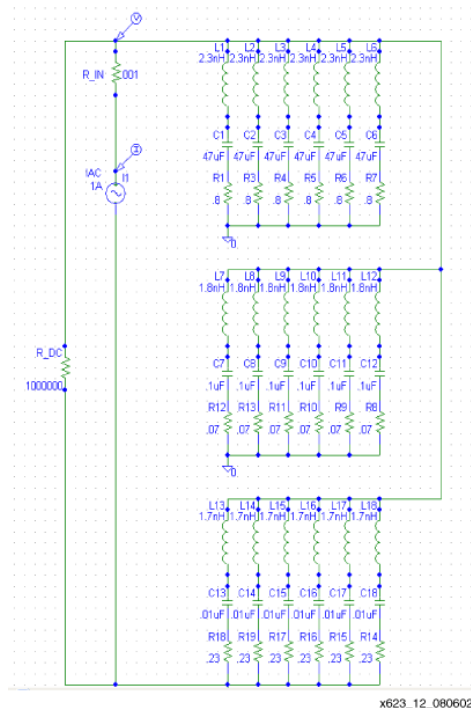 V
R_IN .001
I
IAC I1
1A
R_DC
1000000
L1 L2 L3 L4 L5 L6
2.3nH 2.3nH 2.3nH 2.3nH 2.3nH 2.3nH
C1 C2 C3 C4 C5 C6
47uF 47uF 47uF 47uF 47uF 47uF
R1 R3 R4 R5 R6 R7
.8 .8 .8 .8 .8 .8
0
L7 L8 L9 L10 L11 L12
1.8nH 1.8nH 1.8nH 1.8nH 1.8nH 1.8nH
C7 C8 C9 C10 C11 C12
.1uF .1uF .1uF .1uF .1uF .1uF
R12 R13 R11 R10 R9 R8
.07 .07 .07 .07 .07 .07
0
L13 L14 L15 L16 L17 L18
1.7nH 1.7nH 1.7nH 1.7nH 1.7nH 1.7nH
C13 C14 C15 C16 C17 C18
.01uF .01uF .01uF .01uF .01uF .01uF
R18 R19 R17 R16 R15 R14
.23 .23 .23 .23 .23 .23
x623_12_080602